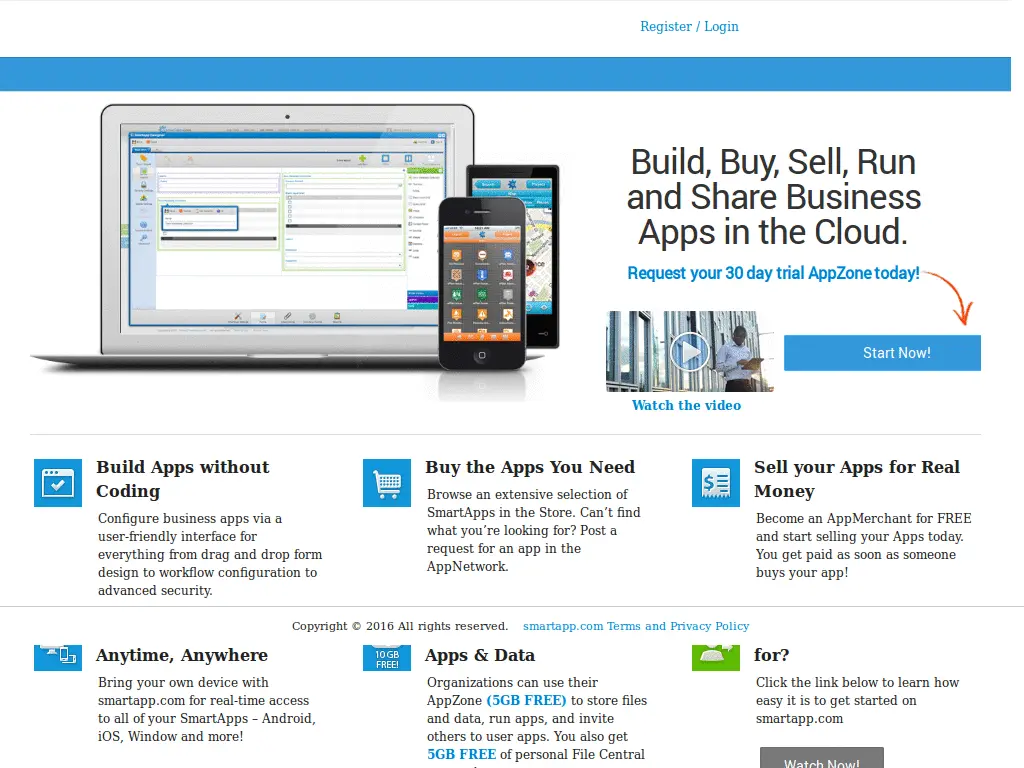 Register / Login
Build, Buy, Sell, Run
and Share Business
Apps in the Cloud.
Request your 30 day trial AppZone today!
Start Now!
Watch the video
Build Apps without
Coding
Configure business apps via a
user-friendly interface for
everything from drag and drop form
design to workflow configuration to
advanced security.
Buy the Apps You Need
Browse an extensive selection of
SmartApps in the Store. Can't find
what you're looking for? Post a
request for an app in the
AppNetwork.
Sell your Apps for Real
Money
Become an AppMerchant for FREE
and start selling your Apps today.
You get paid as soon as someone
buys your app!
Copyright © 2016 All rights reserved. smartapp.com Terms and Privacy Policy
Anytime, Anywhere
Bring your own device with
smartapp.com for real-time access
to all of your SmartApps – Android,
iOS, Window and more!
10 GB
FREE!
Apps & Data
Organizations can use their
AppZone (5GB FREE) to store files
and data, run apps, and invite
others to user apps. You also get
5GB FREE of personal File Central
for?
Click the link below to learn how
easy it is to get started on
smartapp.com
Watch Now!